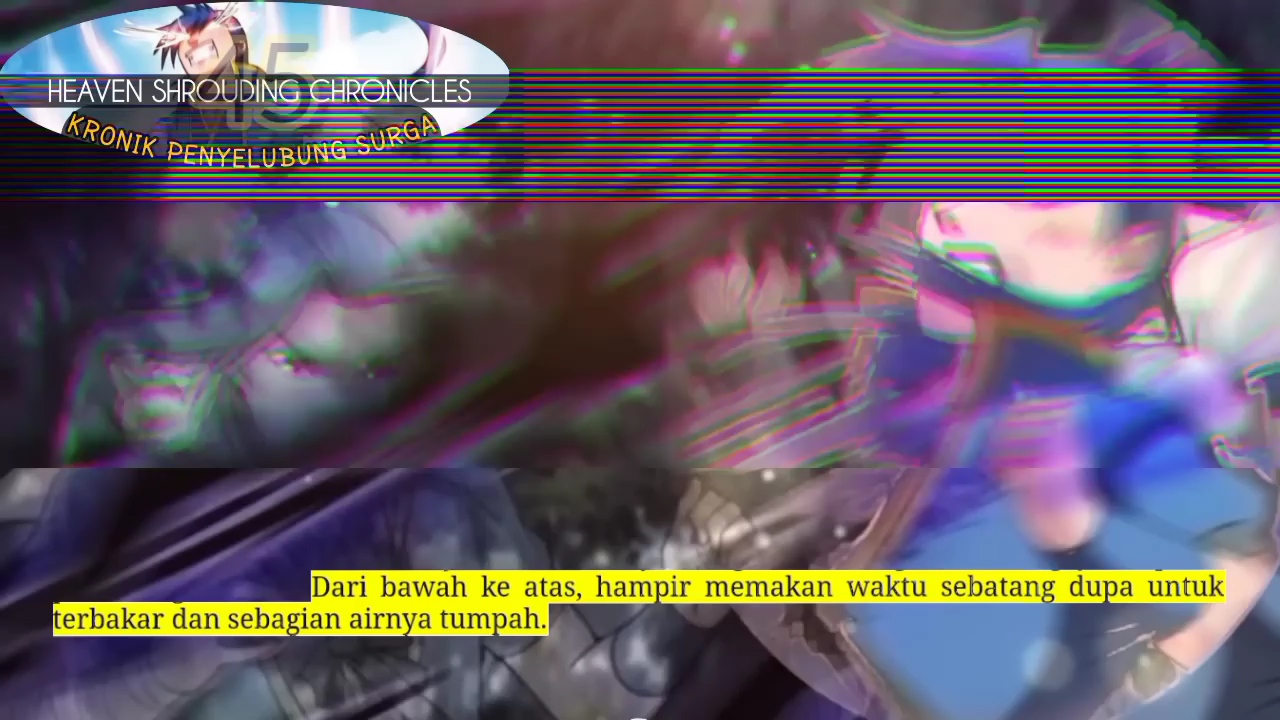 15
HEAVEN SHROUDING CHRONICLES
KRONIK PENYELUBUNG SURGA
Dari bawah ke atas, hampir memakan waktu sebatang dupa untuk
terbakar dan sebagian airnya tumpah.